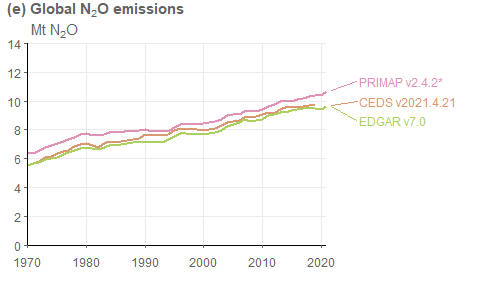 (e) Global N₂O emissions
Mt N₂O
14
12
10
8
6
4
2
0
PRIMAP v2.4.2*
CEDS v2021.4.21
EDGAR v7.0
1970 1980 1990 2000 2010 2020